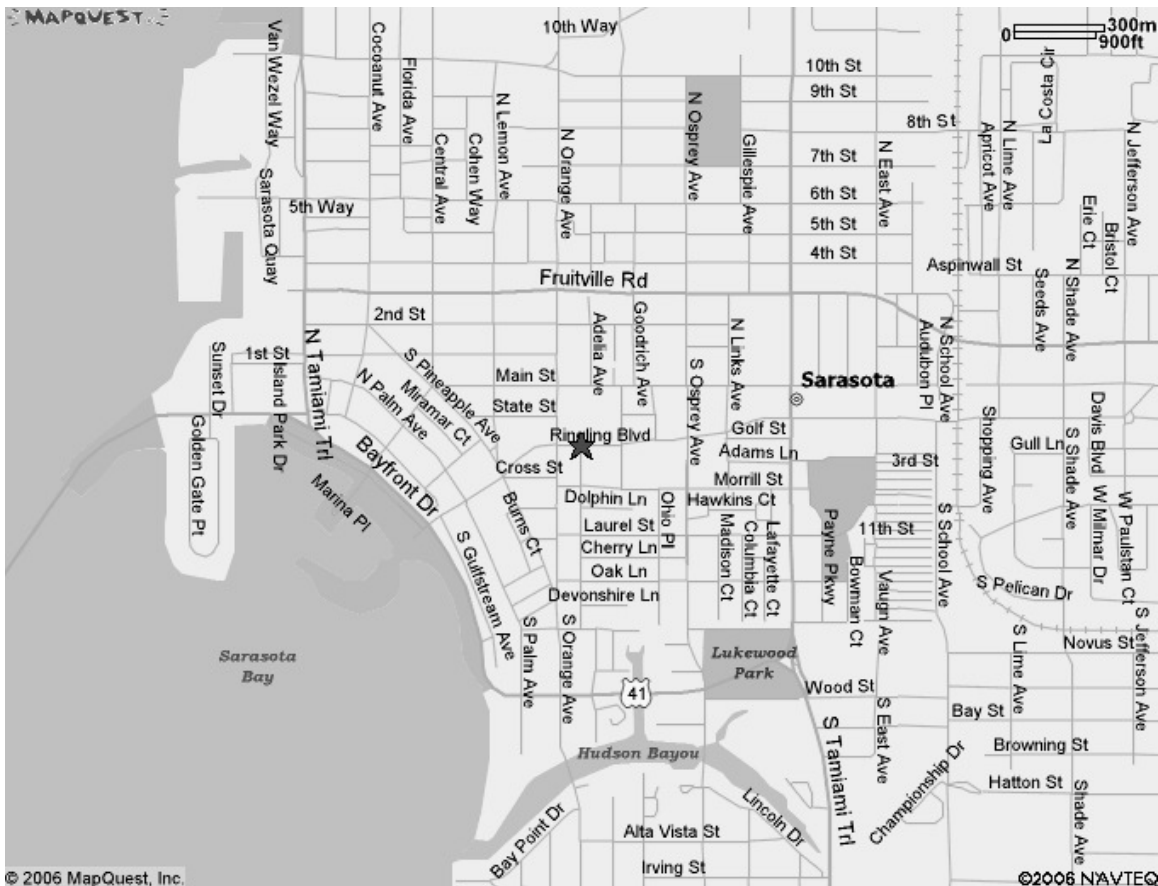 MAPQUEST
10th Way
300m
0
900ft
Van Wezel Way
Cocoanut Ave
Florida Ave
Central Ave
Cohen Way
N Lemon Ave
N Orange Ave
N Osprey Ave
Gillespie Ave
10th St
9th St
8th St
7th St
6th St
5th St
4th St
N East Ave
Apricot Ave
N Lime Ave
La Costa Cir
N Jefferson Ave
Erie Ct
Bristol Ct
Sarasota Quay
5th Way
Fruitville Rd
Aspinwall St
Seeds Ave
N Shade Ave
2nd St
1st St
N Tamiami Trl
Sunset Dr
Island Park Dr
Golden Gate Pt
Marina Pl
N Palm Ave
Miramar Ct
S Pineapple Ave
Bayfront Dr
Main St
State St
Adelia Ave
Goodrich Ave
Ringling Blvd
Cross St
S Osprey Ave
N Links Ave
Sarasota
Golf St
Adams Ln
Morrill St
Hawkins Ct
Audubon Pl
N School Ave
Shopping Ave
Gull Ln
S Shade Ave
Davis Blvd
W Milmar Dr
W Paulstan Ct
3rd St
11th St
Payne Pkwy
Bowman Ct
Vaugn Ave
S School Ave
Dolphin Ln
Laurel St
Cherry Ln
Oak Ln
Devonshire Ln
Ohio Pl
Madison Ct
Columbia Ct
Lafayette Ct
Burns Ct
S Gulfstream Ave
S Palm Ave
S Orange Ave
S Pelican Dr
Novus St
S Lime Ave
S Jefferson Ave
Sarasota
Bay
Lukewood
Park
41
Wood St
S East Ave
Bay St
Browning St
Hatton St
Shade Ave
Hudson Bayou
S Tamiami Trl
Championship Dr
Lincoln Dr
Bay Point Dr
Alta Vista St
Irving St
© 2006 MapQuest, Inc.
©2006 NAVTEQ